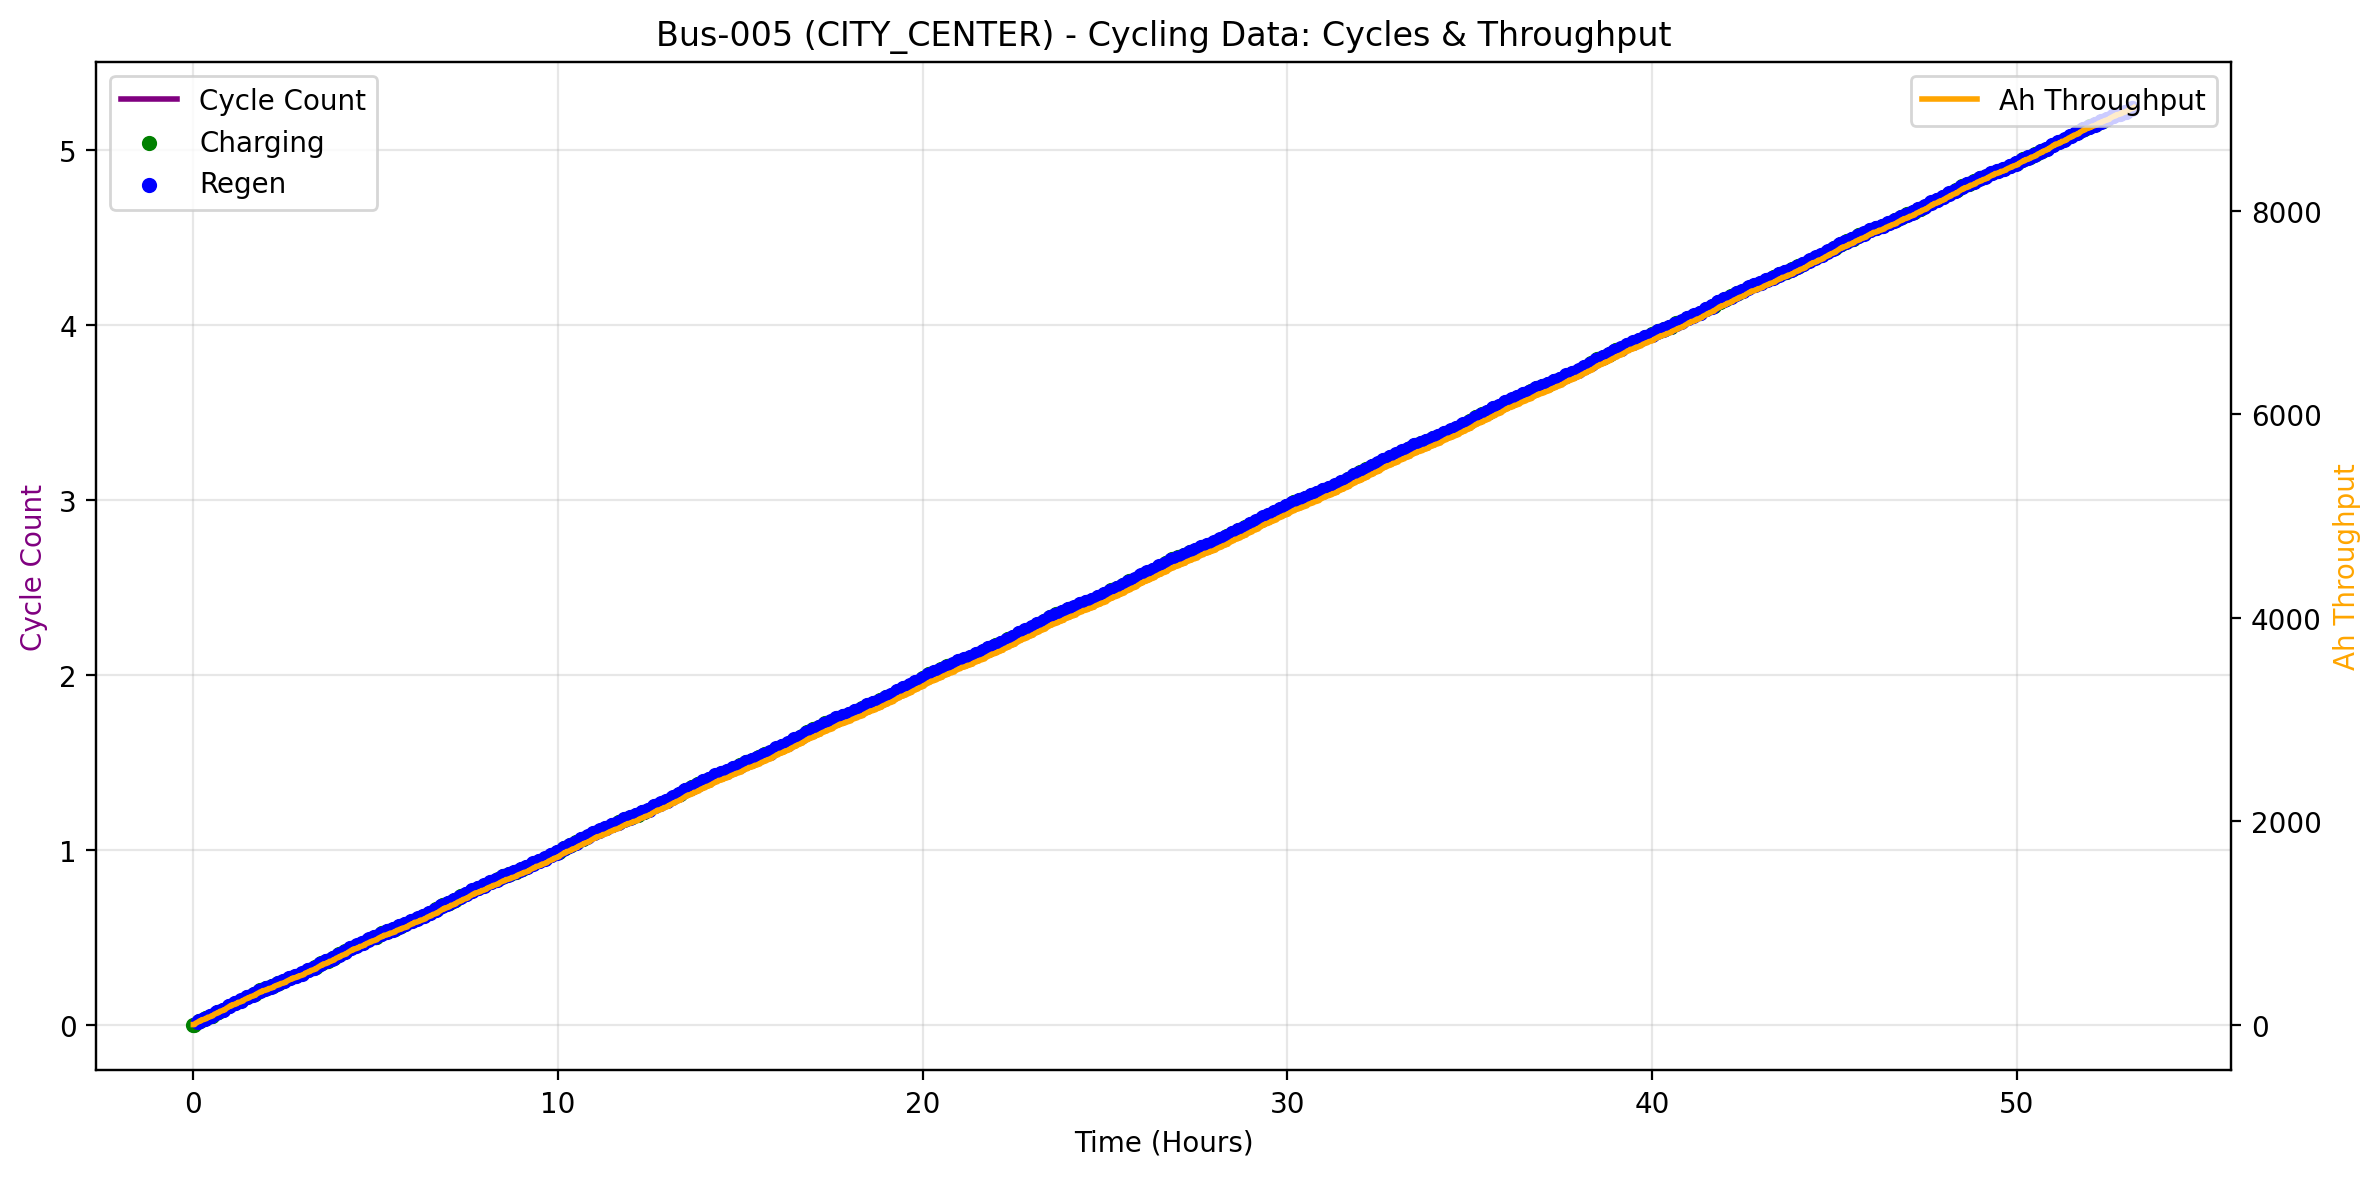 Bus-005 (CITY_CENTER) - Cycling Data: Cycles & Throughput
Cycle Count
Charging
Regen
Ah Throughput
5
4
3
2
1
0
Cycle Count
8000
6000
4000
2000
0
Ah Throughput
0 10 20 30 40 50
Time (Hours)